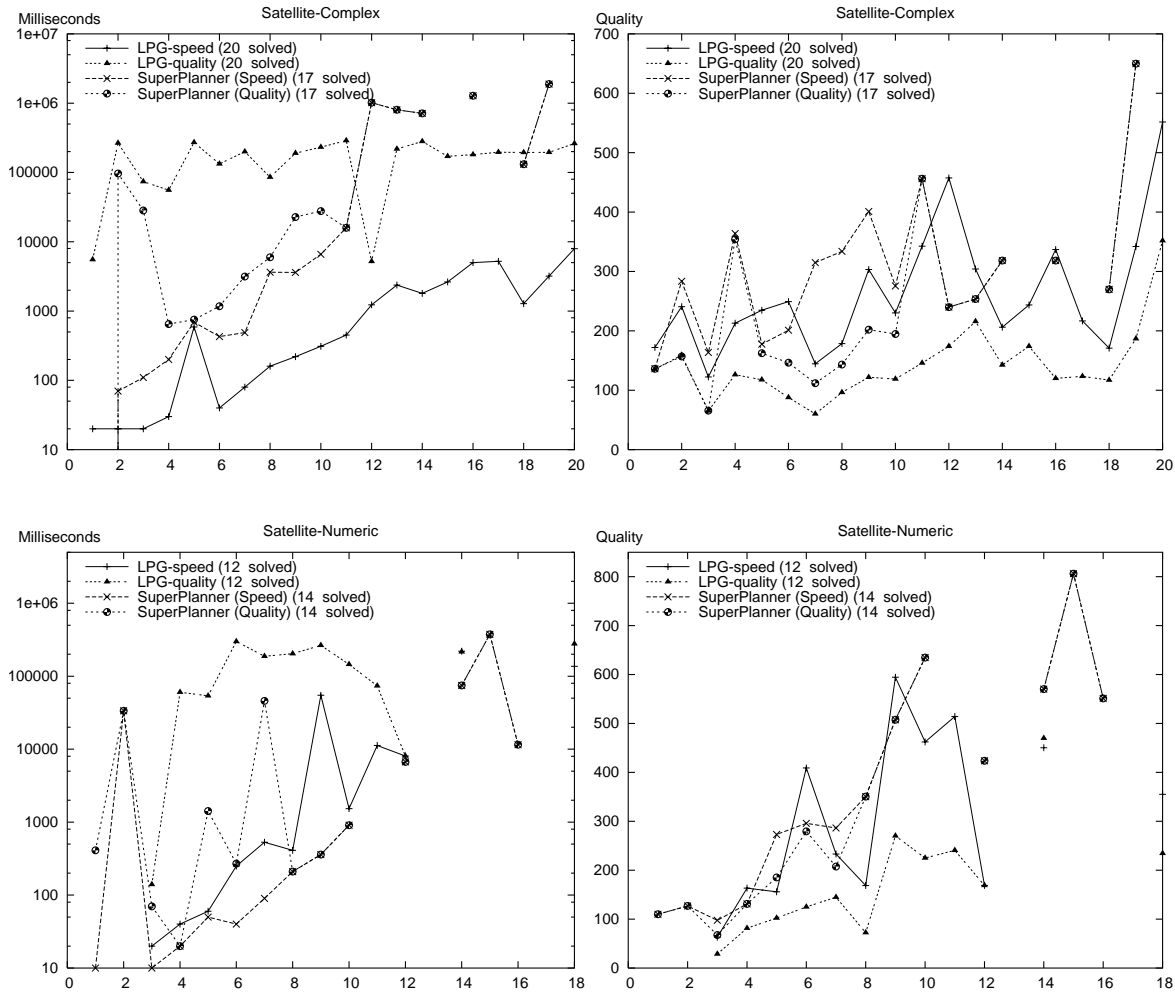 Satellite-Complex
Milliseconds
1e+07
LPG-speed (20 solved)
LPG-quality (20 solved)
SuperPlanner (Speed) (17 solved)
SuperPlanner (Quality) (17 solved)
1e+06
100000
10000
1000
100
10
0 2 4 6 8 10 12 14 16 18 20
Satellite-Complex
Quality
700
LPG-speed (20 solved)
LPG-quality (20 solved)
SuperPlanner (Speed) (17 solved)
SuperPlanner (Quality) (17 solved)
600
500
400
300
200
100
0
0 2 4 6 8 10 12 14 16 18 20
Satellite-Numeric
Milliseconds
LPG-speed (12 solved)
LPG-quality (12 solved)
SuperPlanner (Speed) (14 solved)
SuperPlanner (Quality) (14 solved)
1e+06
100000
10000
1000
100
10
0 2 4 6 8 10 12 14 16 18
Satellite-Numeric
Quality
LPG-speed (12 solved)
LPG-quality (12 solved)
SuperPlanner (Speed) (14 solved)
SuperPlanner (Quality) (14 solved)
800
700
600
500
400
300
200
100
0
0 2 4 6 8 10 12 14 16 18